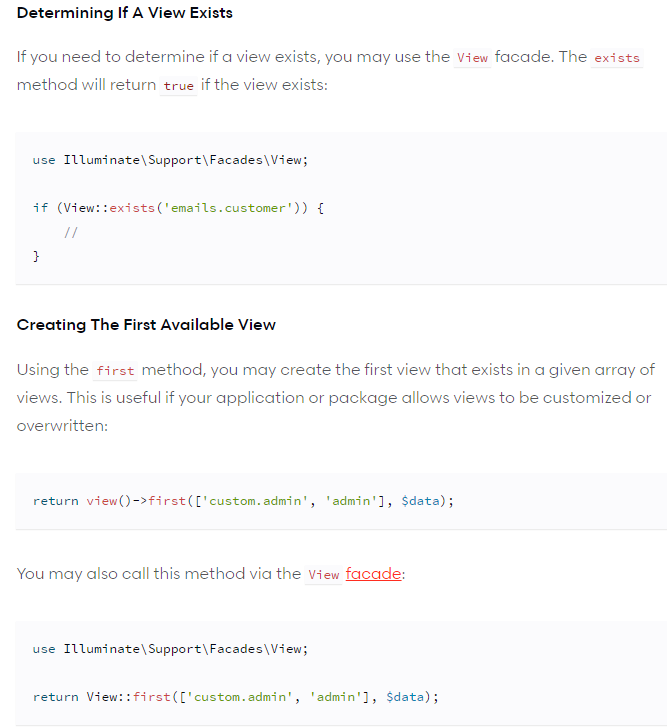 Determining If A View Exists
If you need to determine if a view exists, you may use the View facade. The exists
method will return true if the view exists:
use Illuminate\Support\Facades\View;
if (View::exists('emails.customer')) {
    //
}
Creating The First Available View
Using the first method, you may create the first view that exists in a given array of
views. This is useful if your application or package allows views to be customized or
overwritten:
return view()->first(['custom.admin', 'admin'], $data);
You may also call this method via the View facade:
use Illuminate\Support\Facades\View;
return View::first(['custom.admin', 'admin'], $data);